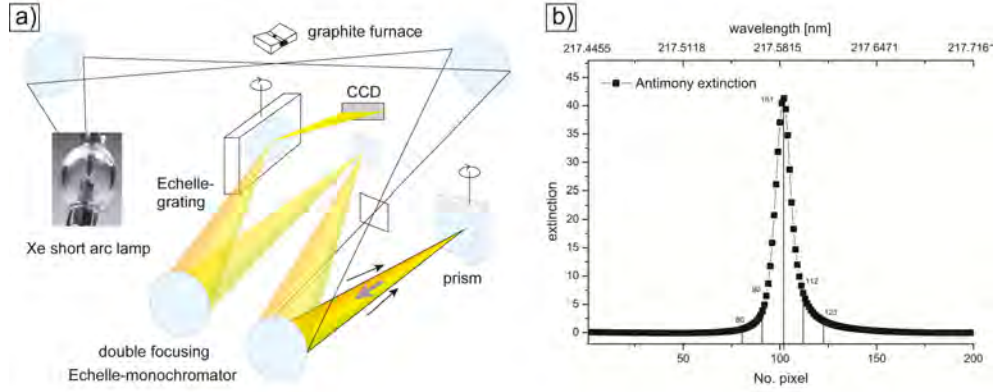 a)
graphite furnace
CCD
Echelle-
grating
Xe short arc lamp
prism
double focusing
Echelle-monochromator
b)
wavelength [nm]
217.4455 217.5118 217.5815 217.6471 217.716
Antimony extinction
extinction
45
40
35
30
25
20
15
10
5
0
80
112
123
50 100 150 200
No. pixel